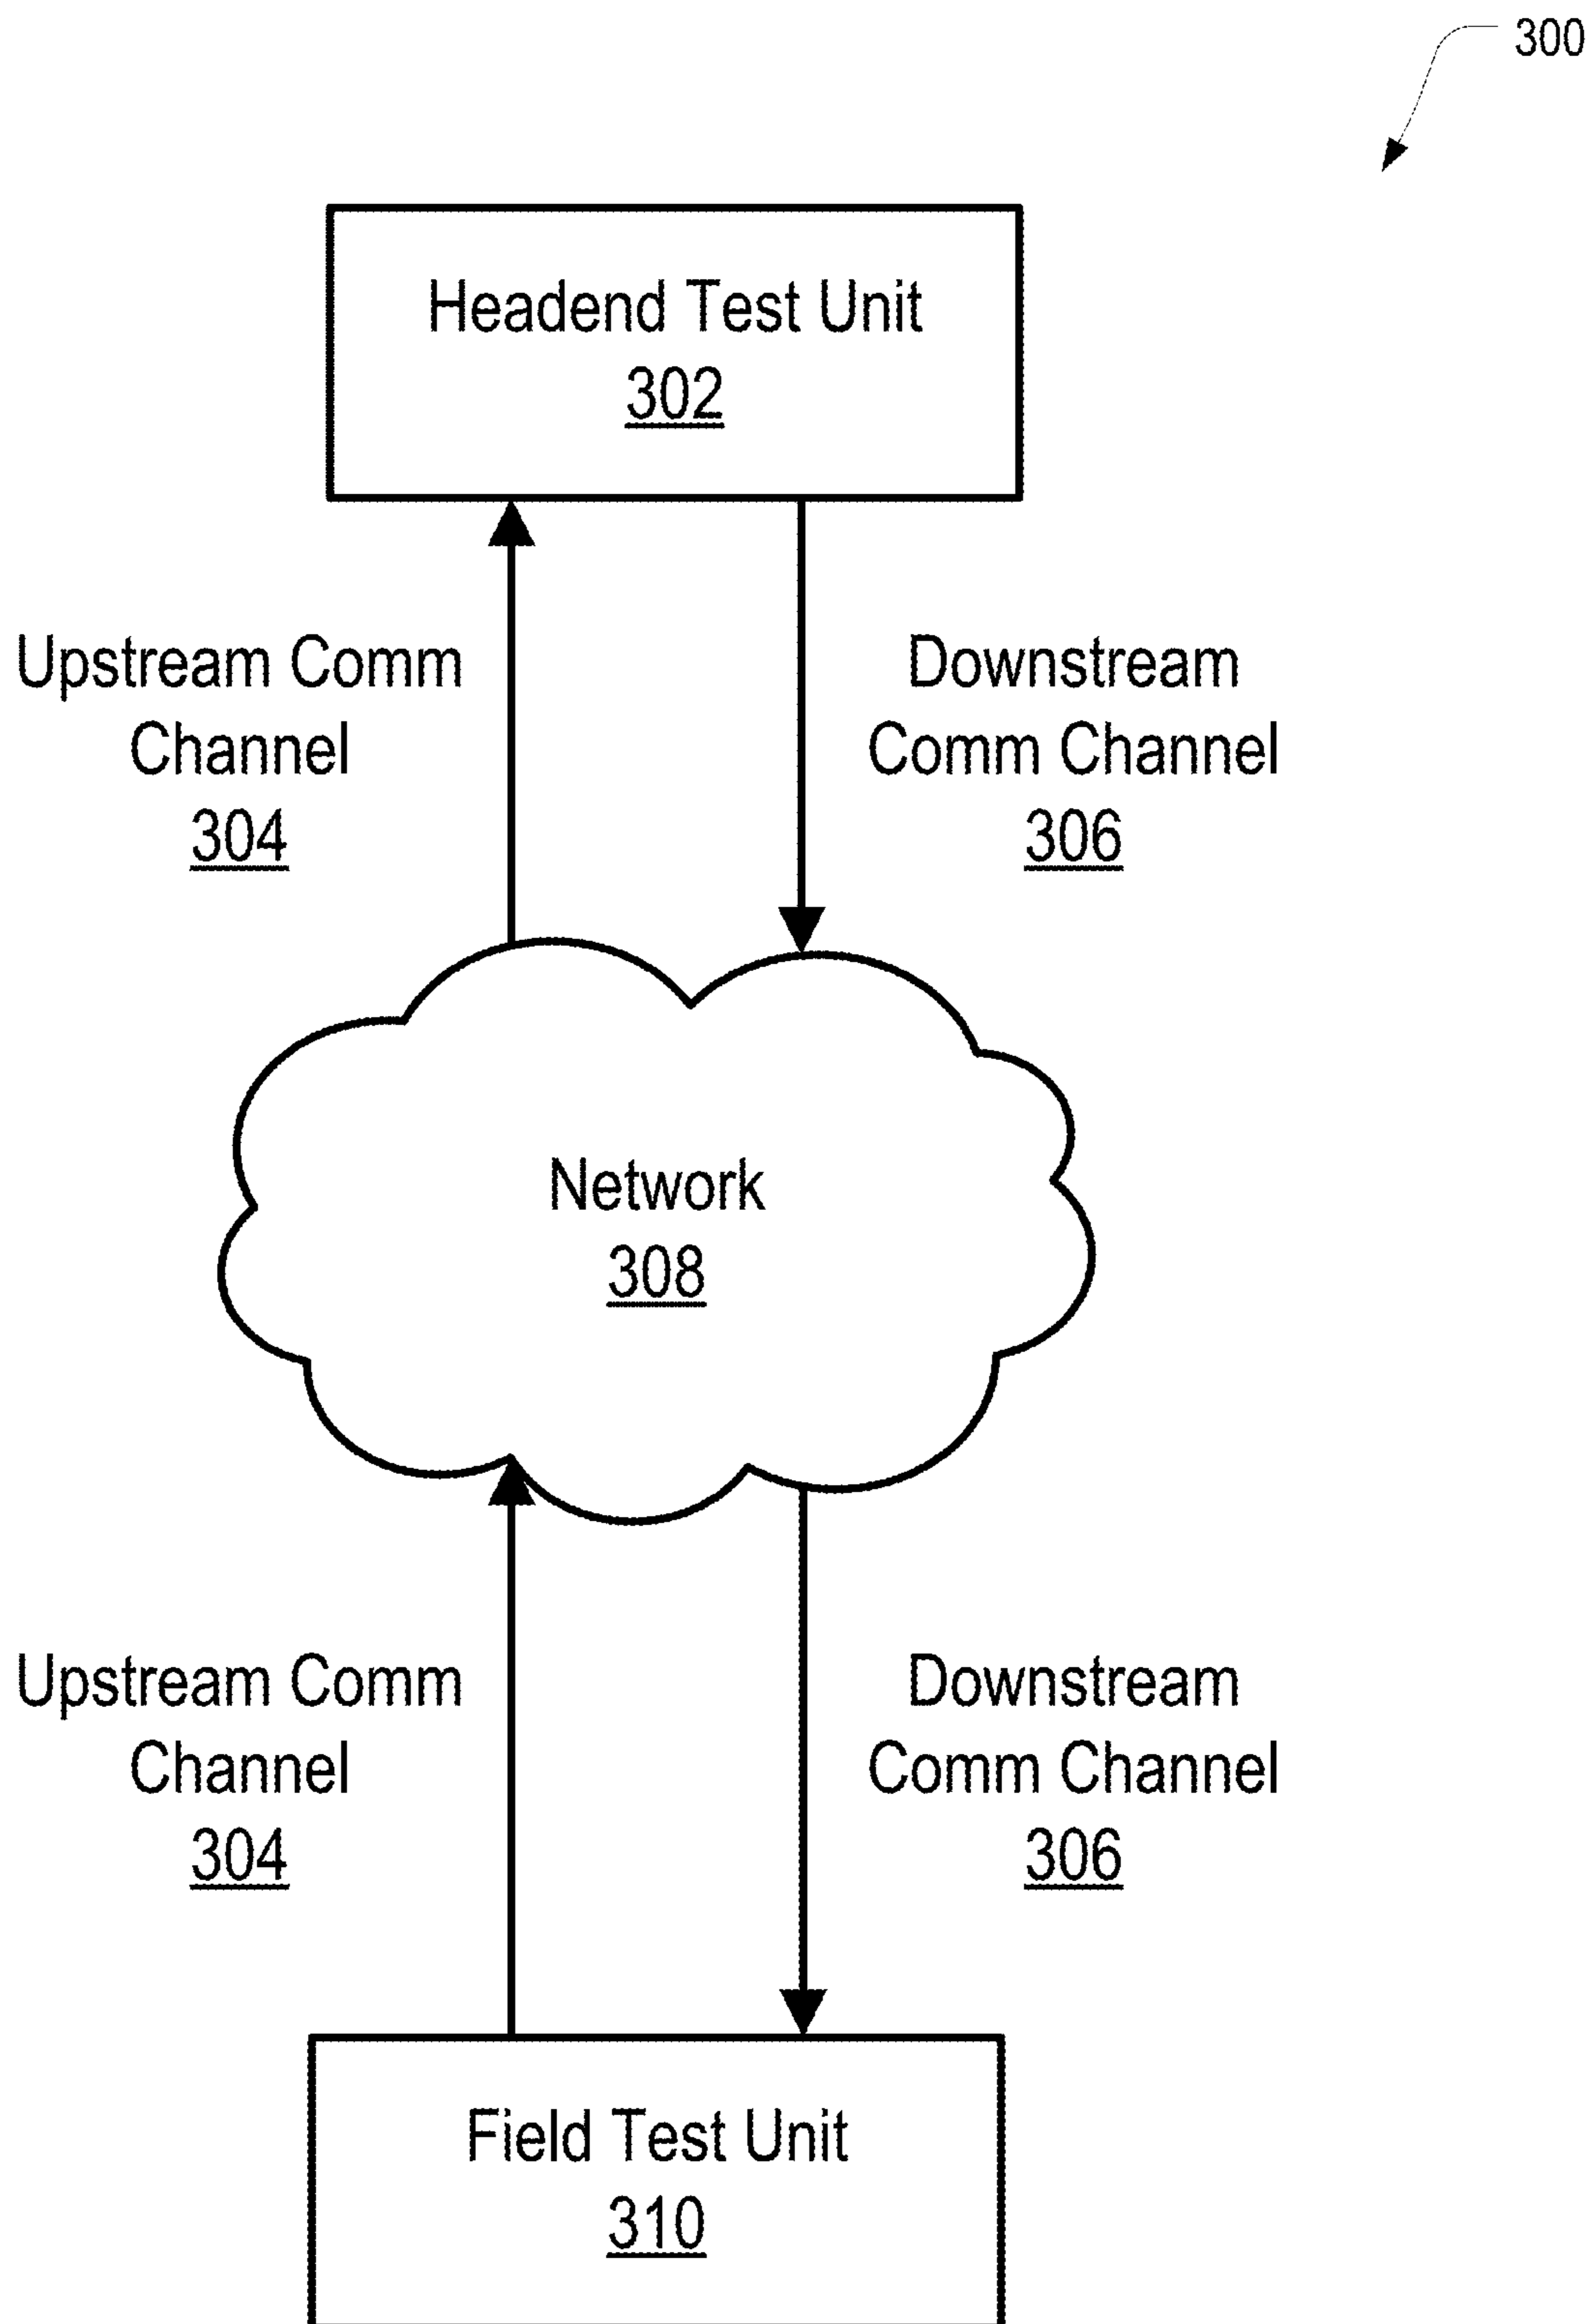 300
Headend Test Unit
302
Upstream Comm
Channel
304
Downstream
Comm Channel
306
Network
308
Upstream Comm
Channel
304
Downstream
Comm Channel
306
Field Test Unit
310